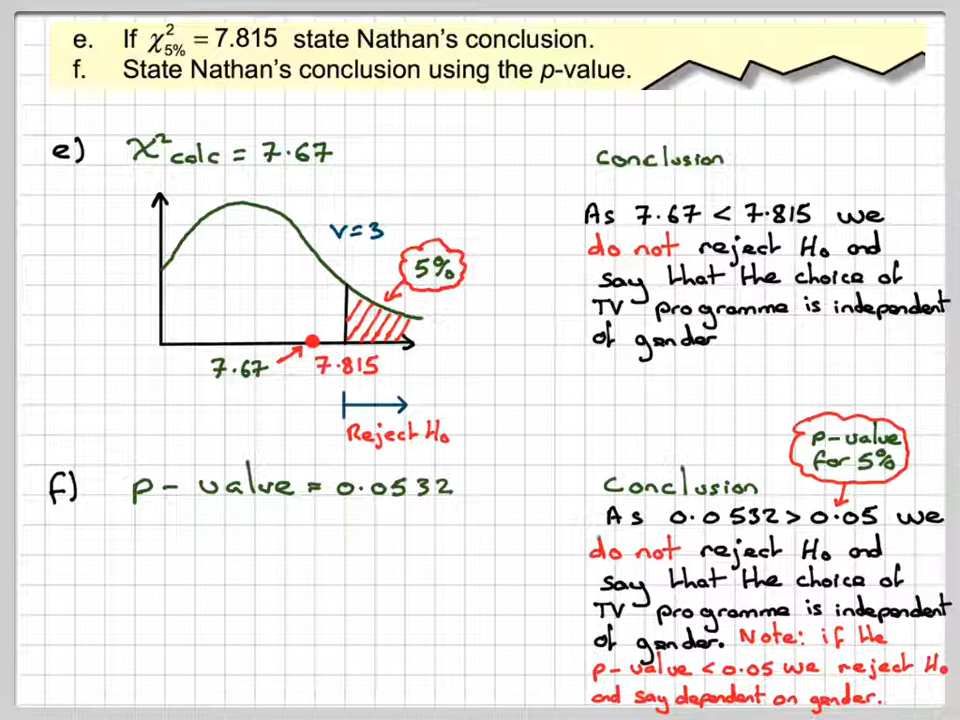 e. If χ²5% = 7.815 state Nathan's conclusion.
f. State Nathan's conclusion using the p-value.
e) χ²calc = 7.67
v=3
5%
7.67
7.815
Reject H₀
Conclusion
As 7.67 < 7.815 we
do not reject H₀ and
say that the choice of
TV programme is independent
of gender
f) p-value = 0.0532
p-value
for 5%
Conclusion
As 0.0532 > 0.05 we
do not reject H₀ and
say that the choice of
TV programme is independent
of gender. Note: if the
p-value < 0.05 we reject H₀
and say dependent on gender.